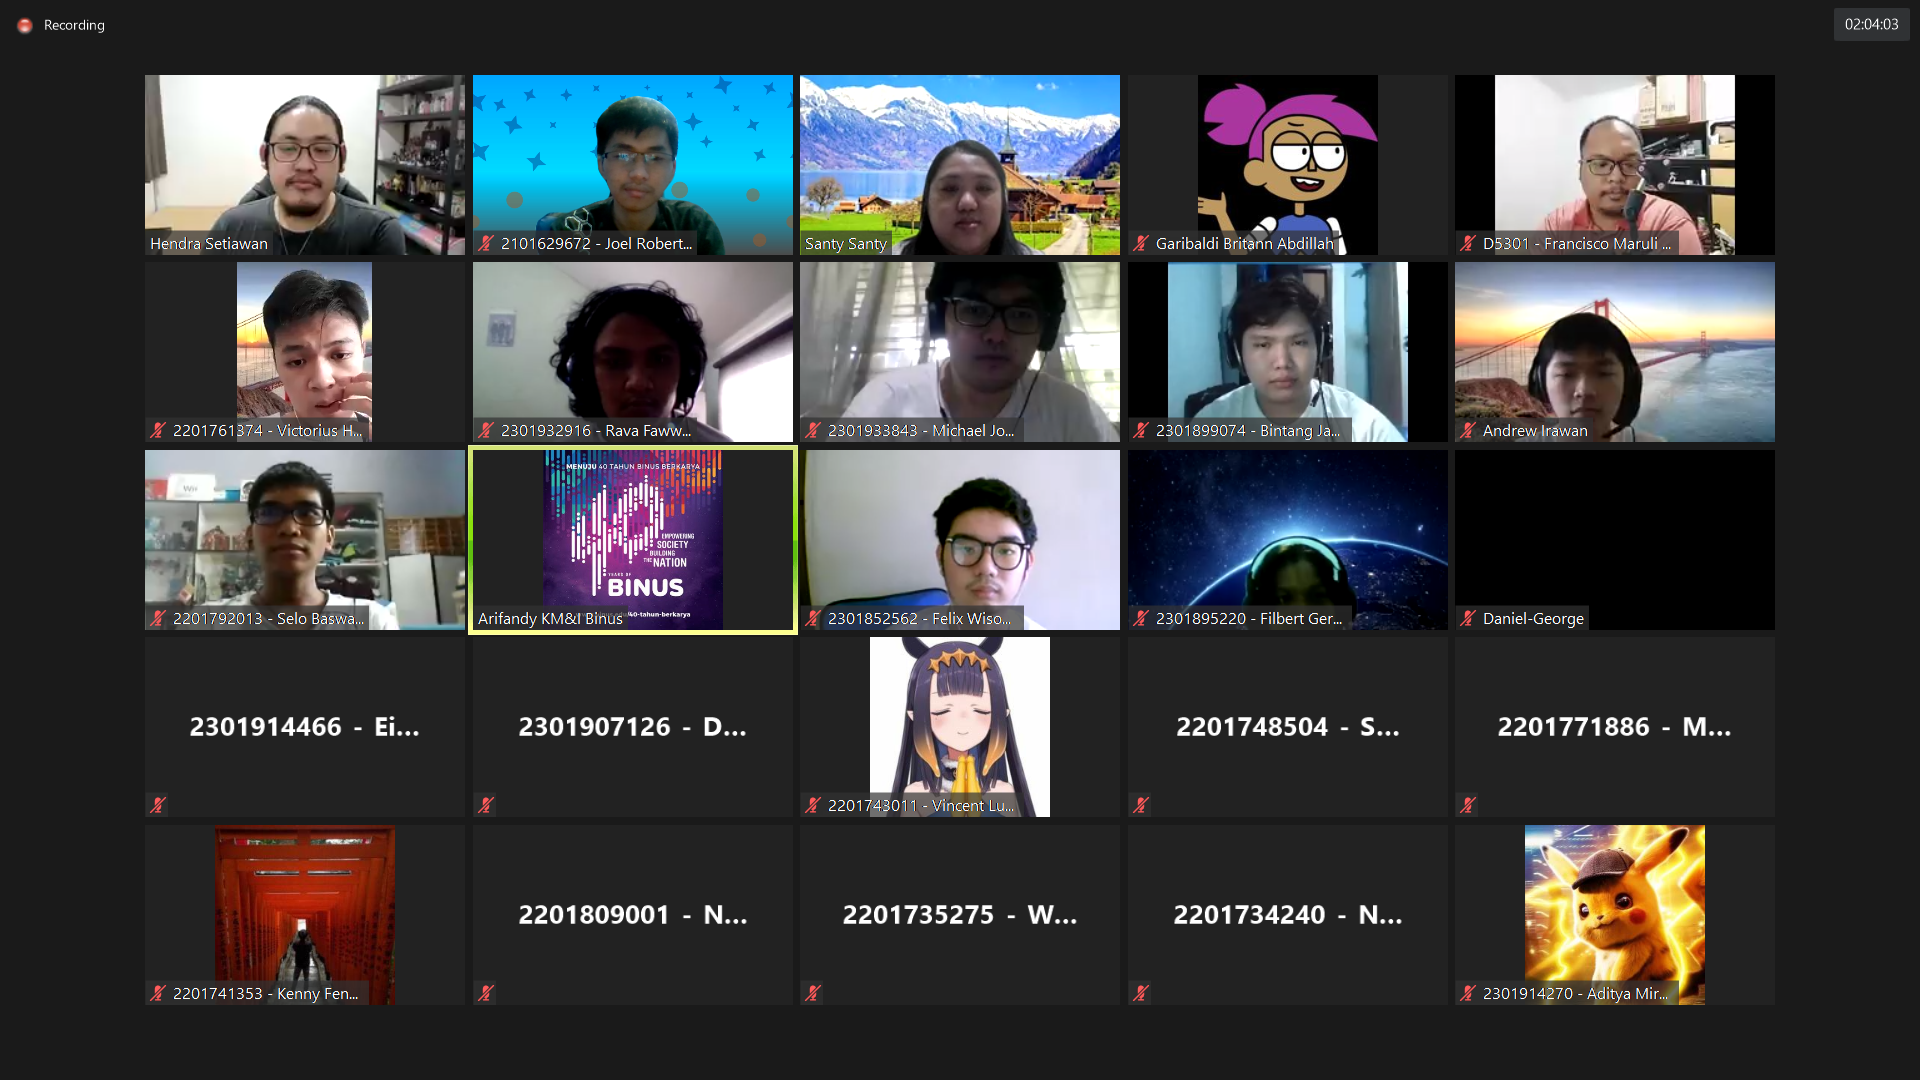 Recording
02:04:03
Hendra Setiawan
2101629672 - Joel Robert...
Santy Santy
Garibaldi Britann Abdillah
D5301 - Francisco Maruli ...
2201761374 - Victorius H...
2301932916 - Rava Faww...
2301933843 - Michael Jo...
2301899074 - Bintang Ja...
Andrew Irawan
2201792013 - Selo Baswa...
MENUJU 40 TAHUN BINUS BERKARYA
40
EMPOWERING
SOCIETY
BUILDING
THE NATION
YEARS OF
BINUS
40-tahun-berkarya
Arifandy KM&I Binus
2301852562 - Felix Wiso...
2301895220 - Filbert Ger...
Daniel-George
2301914466 - Ei...
2301907126 - D...
2201743011 - Vincent Lu...
2201748504 - S...
2201771886 - M...
2201741353 - Kenny Fen...
2201809001 - N...
2201735275 - W...
2201734240 - N...
2301914270 - Aditya Mir...